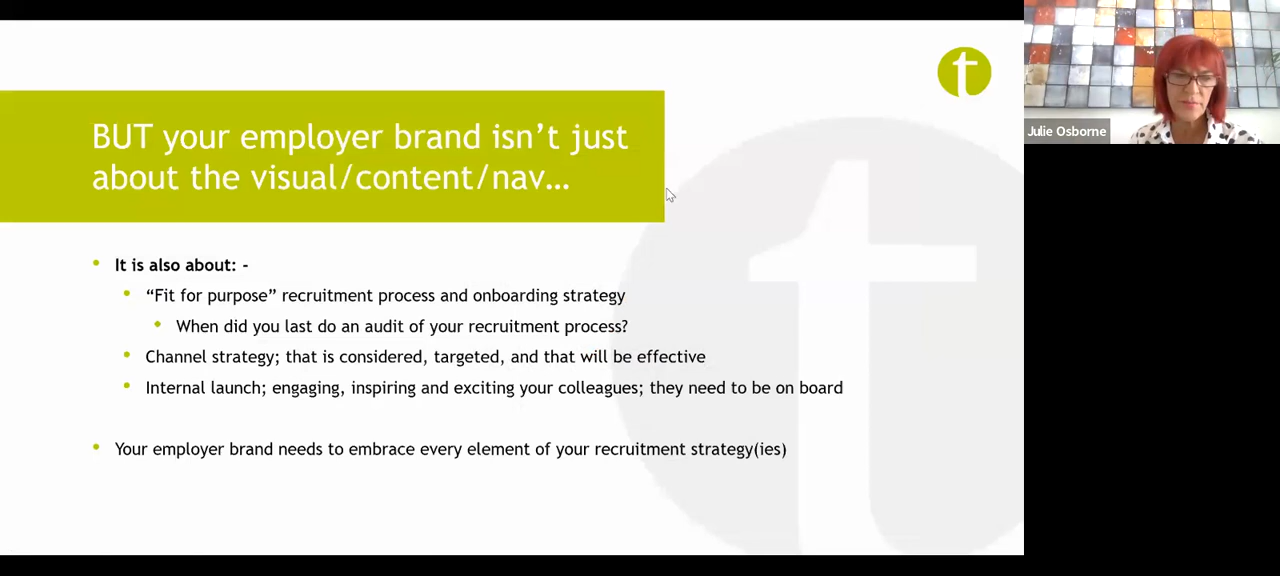 BUT your employer brand isn't just
about the visual/content/nav…
Julie Osborne
• It is also about: -
• “Fit for purpose” recruitment process and onboarding strategy
• When did you last do an audit of your recruitment process?
• Channel strategy; that is considered, targeted, and that will be effective
• Internal launch; engaging, inspiring and exciting your colleagues; they need to be on board
• Your employer brand needs to embrace every element of your recruitment strategy(ies)